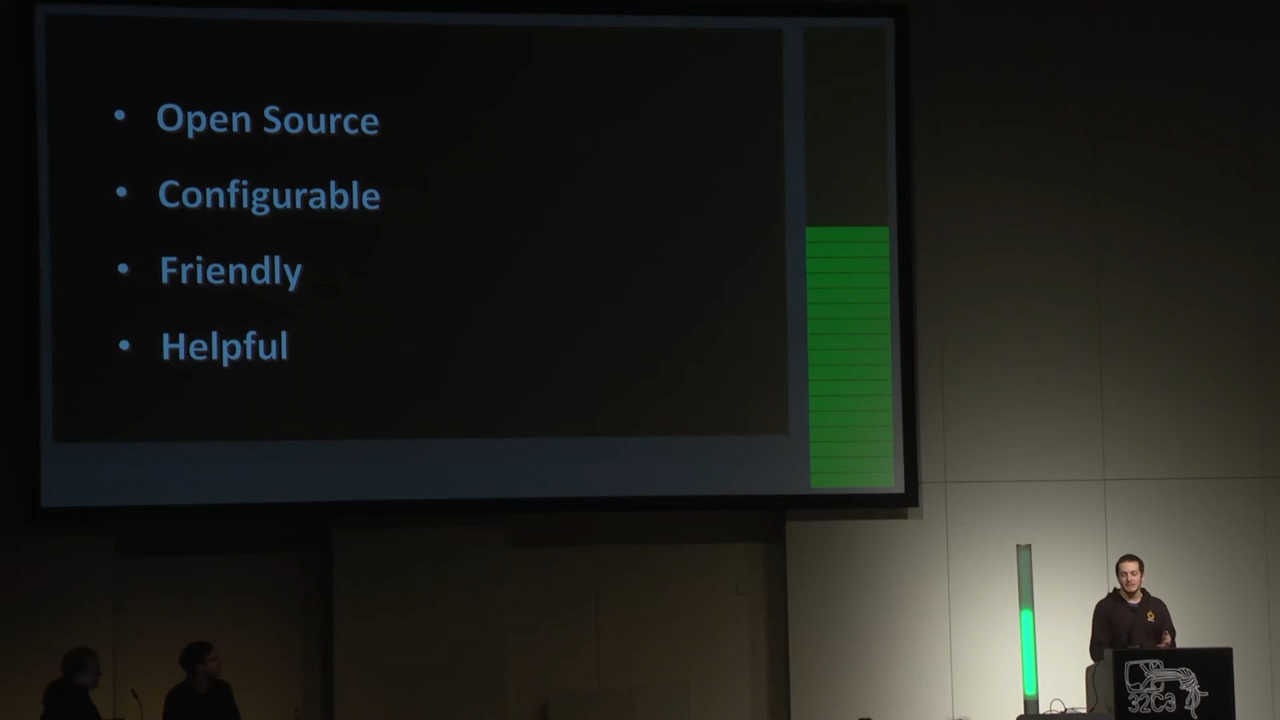 • Open Source
• Configurable
• Friendly
• Helpful
32C3